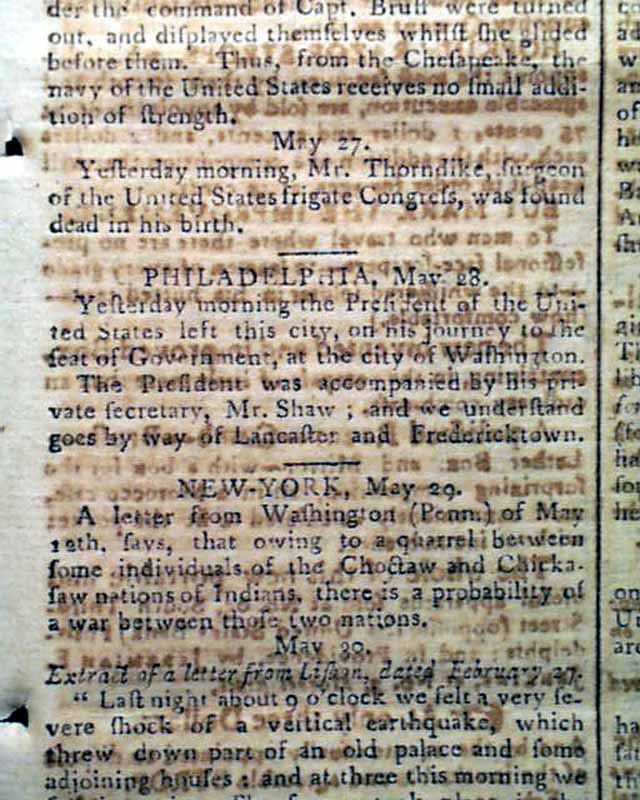 der the command of Capt. Bruff were turned
out, and diſplayed themſelves whilſt ſhe glided
before them. Thus, from the Cheſapeake, the
navy of the United States receives no ſmall addi-
tion of ſtrength.
May 27.
Yeſterday morning, Mr. Thorndike, ſurgeon
of the United States frigate Congreſs, was found
dead in his birth.
PHILADELPHIA, May 28.
Yeſterday morning the Preſident of the Uni-
ted States left this city, on his journey to the
ſeat of Government, at the city of Waſhington.
The Preſident was accompanied by his pri-
vate ſecretary, Mr. Shaw ; and we underſtand
goes by way of Lancaſter and Fredericktown.
NEW-YORK, May 29.
A letter from Waſhington (Penn.) of May
12th, ſays, that owing to a quarrel between
ſome individuals of the Choctaw and Chicka-
ſaw nations of Indians, there is a probability of
a war between thoſe two nations.
May 30.
Extract of a letter from Liſbon, dated February 27.
“ Laſt night about 9 o'clock we felt a very ſe-
vere ſhock of a vertical earthquake, which
threw down part of an old palace and ſome
adjoining houſes : and at three this morning we